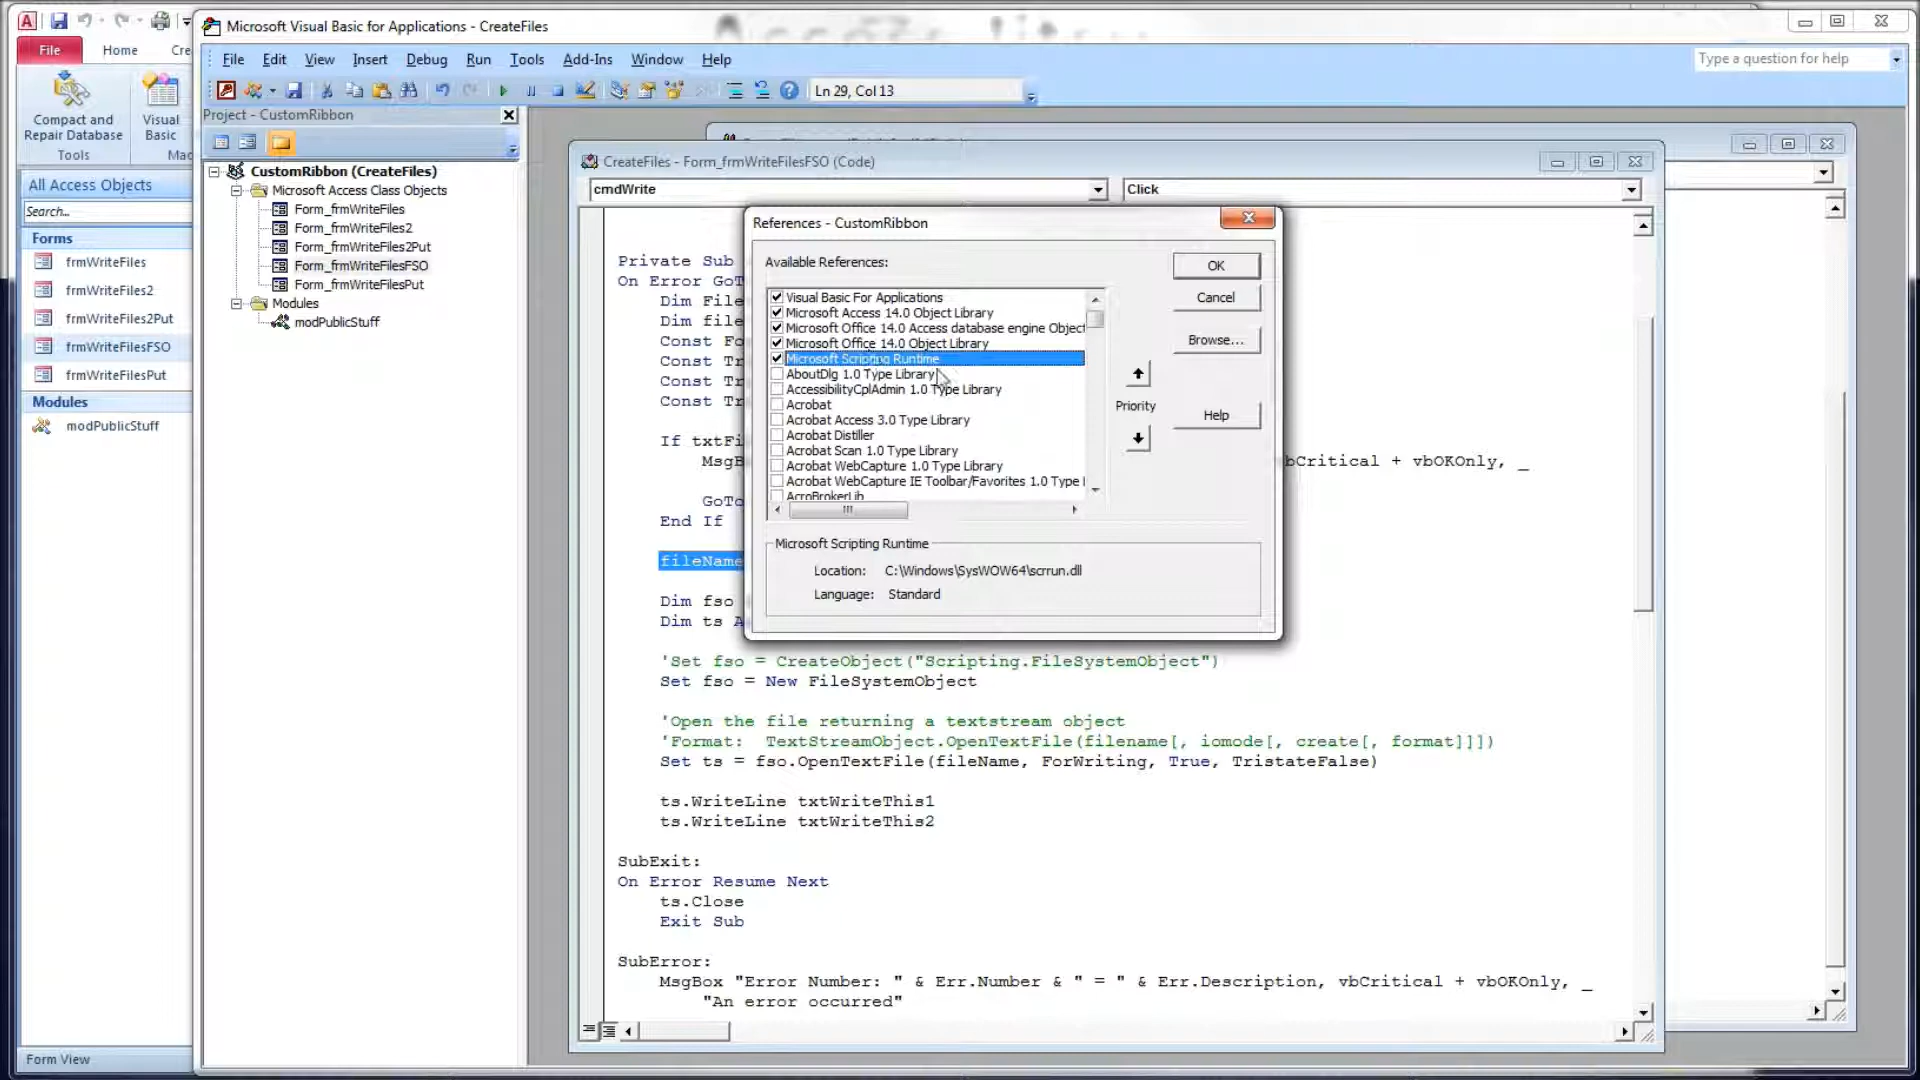 Microsoft Visual Basic for Applications - CreateFiles
File Home Cre
File Edit View Insert Debug Run Tools Add-Ins Window Help
Type a question for help
Ln 29, Col 13
Compact and
Repair Database
Tools
Visual
Basic
Mac
Project - CustomRibbon
CustomRibbon (CreateFiles)
Microsoft Access Class Objects
Form_frmWriteFiles
Form_frmWriteFiles2
Form_frmWriteFiles2Put
Form_frmWriteFilesFSO
Form_frmWriteFilesPut
Modules
modPublicStuff
All Access Objects
Search...
Forms
frmWriteFiles
frmWriteFiles2
frmWriteFiles2Put
frmWriteFilesFSO
frmWriteFilesPut
Modules
modPublicStuff
Form View
CreateFiles - Form_frmWriteFilesFSO (Code)
cmdWrite
Click
Private Sub
On Error GoT
Dim File
Dim file
Const Fo
Const Tr
Const Tr
Const Tr
If txtFi
MsgB
bCritical + vbOKOnly, _
GoTo
End If
fileName
Dim fso
Dim ts A
'Set fso = CreateObject("Scripting.FileSystemObject")
Set fso = New FileSystemObject
'Open the file returning a textstream object
'Format:  TextStreamObject.OpenTextFile(filename[, iomode[, create[, format]]])
Set ts = fso.OpenTextFile(fileName, ForWriting, True, TristateFalse)
ts.WriteLine txtWriteThis1
ts.WriteLine txtWriteThis2
SubExit:
On Error Resume Next
ts.Close
Exit Sub
SubError:
MsgBox "Error Number: " & Err.Number & " = " & Err.Description, vbCritical + vbOKOnly, _
"An error occurred"
References - CustomRibbon
Available References:
Visual Basic For Applications
Microsoft Access 14.0 Object Library
Microsoft Office 14.0 Access database engine Object
Microsoft Office 14.0 Object Library
Microsoft Scripting Runtime
AboutDlg 1.0 Type Library
AccessibilityCplAdmin 1.0 Type Library
Acrobat
Acrobat Access 3.0 Type Library
Acrobat Distiller
Acrobat Scan 1.0 Type Library
Acrobat WebCapture 1.0 Type Library
Acrobat WebCapture IE Toolbar/Favorites 1.0 Type l
AcroBrokerLib
OK
Cancel
Browse...
Priority
Help
Microsoft Scripting Runtime
Location: C:\Windows\SysWOW64\scrrun.dll
Language: Standard